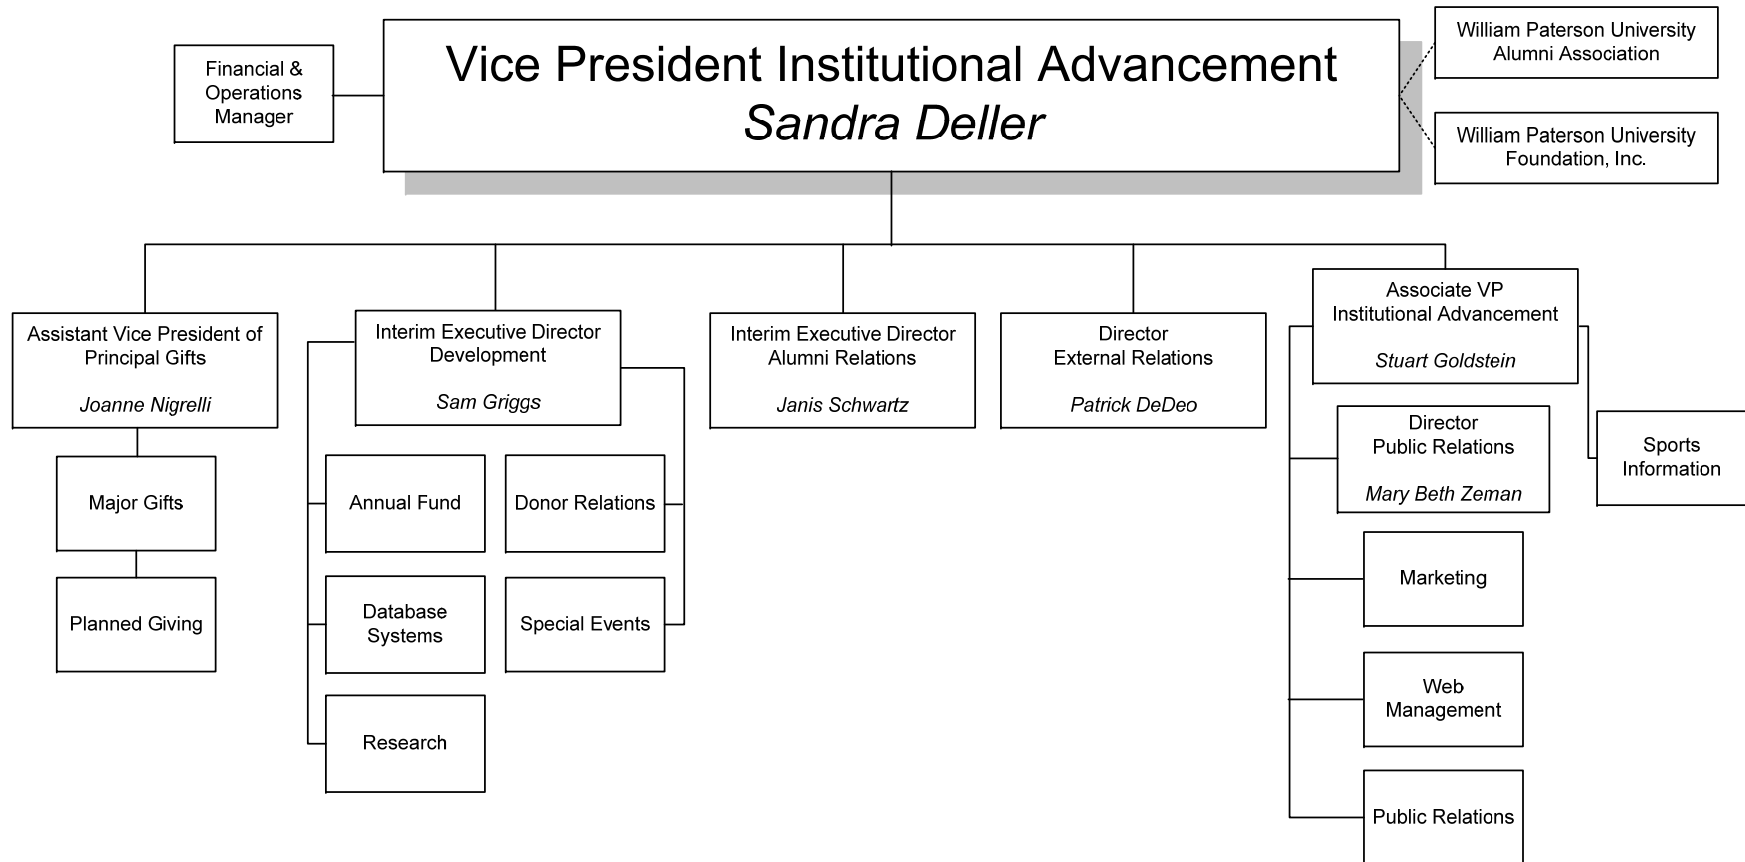 Vice President Institutional Advancement
Sandra Deller
Financial &
Operations
Manager
William Paterson University
Alumni Association
William Paterson University
Foundation, Inc.
Assistant Vice President of
Principal Gifts
Joanne Nigrelli
Major Gifts
Planned Giving
Interim Executive Director
Development
Sam Griggs
Annual Fund
Donor Relations
Database
Systems
Special Events
Research
Interim Executive Director
Alumni Relations
Janis Schwartz
Director
External Relations
Patrick DeDeo
Associate VP
Institutional Advancement
Stuart Goldstein
Director
Public Relations
Mary Beth Zeman
Sports
Information
Marketing
Web
Management
Public Relations